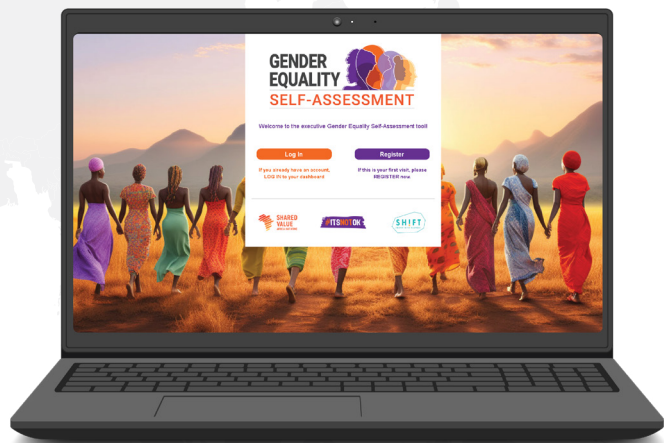 GENDER
EQUALITY
SELF-ASSESSMENT
Welcome to the executive Gender Equality Self-Assessment tool!
Log In
Register
If you already have an account,
LOG IN to your dashboard
If this is your first visit, please
REGISTER now
SHARED
VALUE
#ITSNOTOK
SH!FT